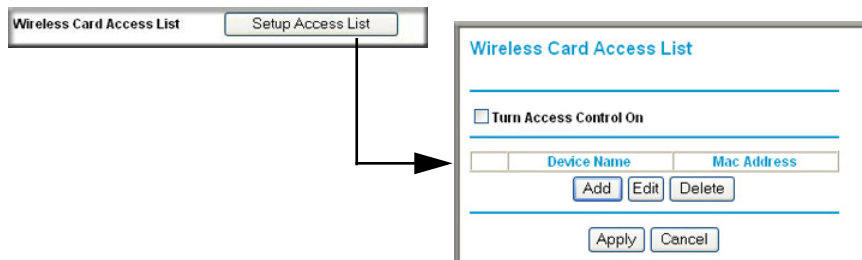 Wireless Card Access List Setup Access List
Wireless Card Access List
Turn Access Control On
Device Name Mac Address
Add Edit Delete
Apply Cancel